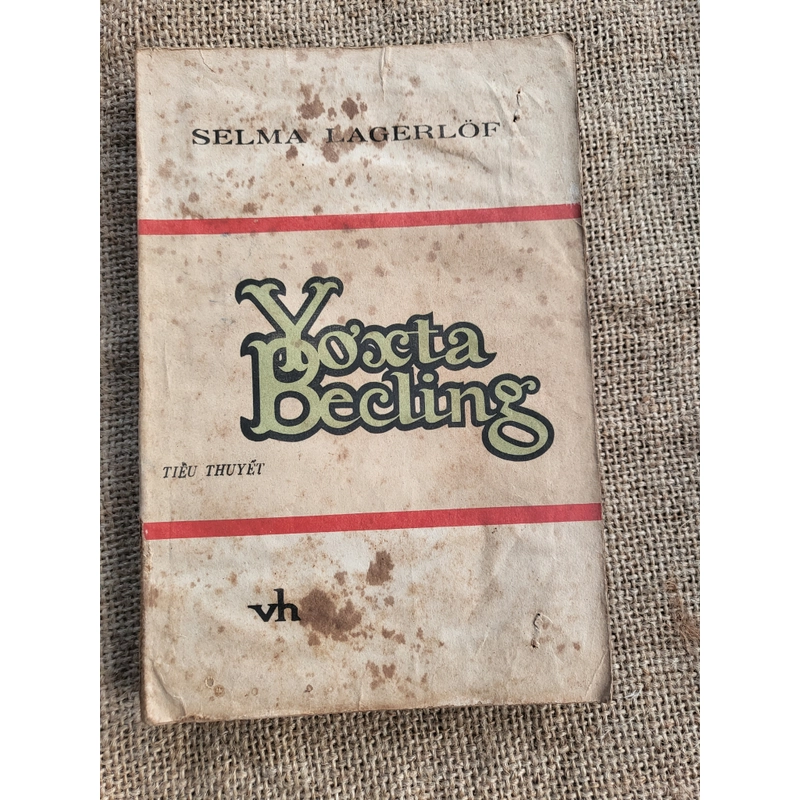 SELMA LAGERLÖF
Yơxta
Becling
TIỂU THUYẾT
vh